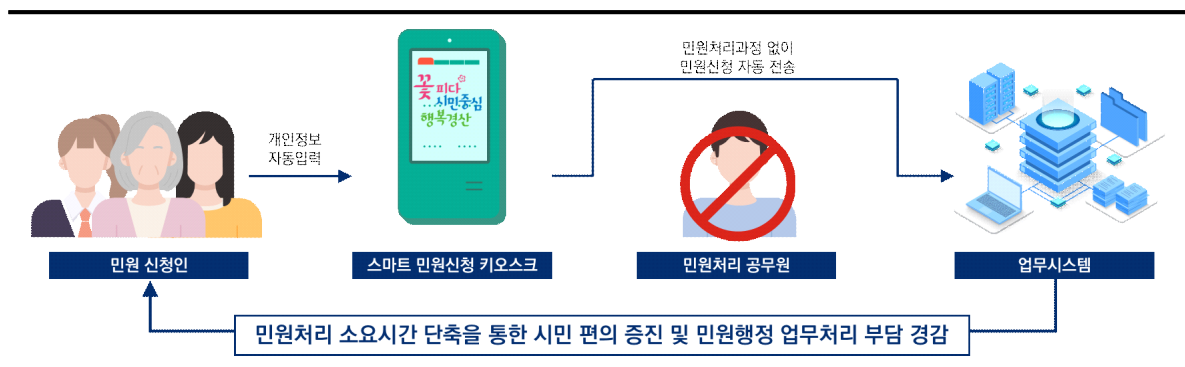 민원처리과정 없이
민원신청 자동 전송
개인정보
자동입력
꽃피다
시민중심
행복경산
민원 신청인
스마트 민원신청 키오스크
민원처리 공무원
업무시스템
민원처리 소요시간 단축을 통한 시민 편의 증진 및 민원행정 업무처리 부담 경감